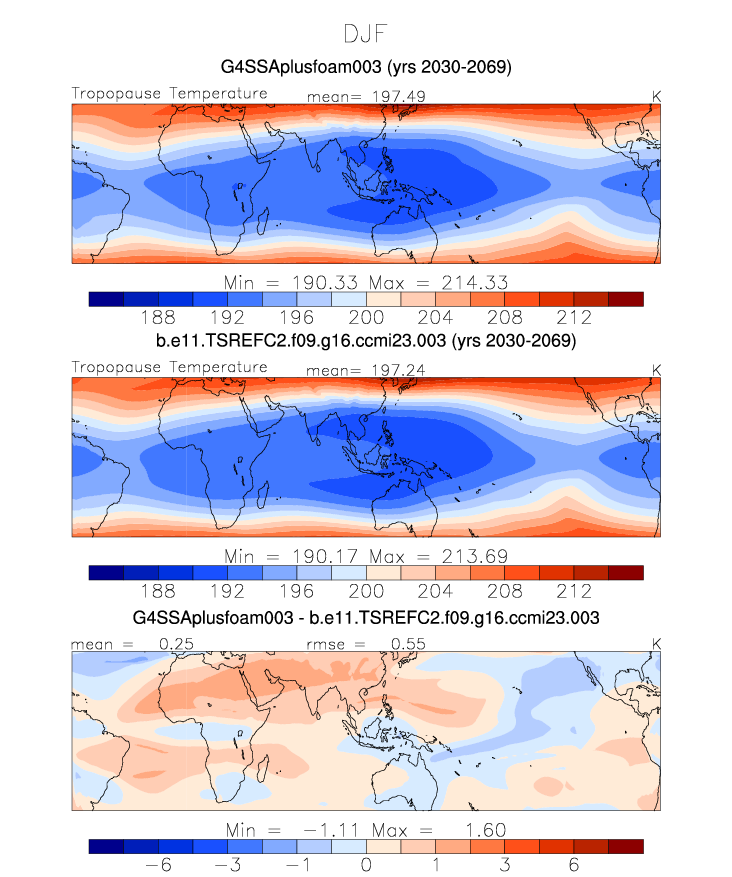 DJF
G4SSAplusfoam003 (yrs 2030-2069)
Tropopause Temperature mean= 197.49 K
Min = 190.33 Max = 214.33
188 192 196 200 204 208 212
b.e11.TSREFC2.f09.g16.ccmi23.003 (yrs 2030-2069)
Tropopause Temperature mean= 197.24 K
Min = 190.17 Max = 213.69
188 192 196 200 204 208 212
G4SSAplusfoam003 - b.e11.TSREFC2.f09.g16.ccmi23.003
mean = 0.25 rmse = 0.55 K
Min = -1.11 Max = 1.60
-6 -3 -1 0 1 3 6